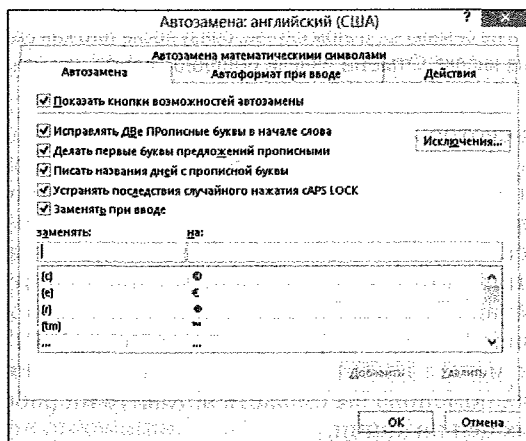 Автозамена: английский (США)
?
Автозамена математическими символами
Автозамена Автоформат при вводе Действия
Показать кнопки возможностей автозамены
Исправлять ДВе ПРописные буквы в начале слова
Исключения...
Делать первые буквы предложений прописными
Писать названия дней с прописной буквы
Устранять последствия случайного нажатия cAPS LOCK
Заменять при вводе
заменять: на:
(c) ©
(e) €
(r) ®
(tm) ™
... ...
Добавить Удалить
ОК Отмена